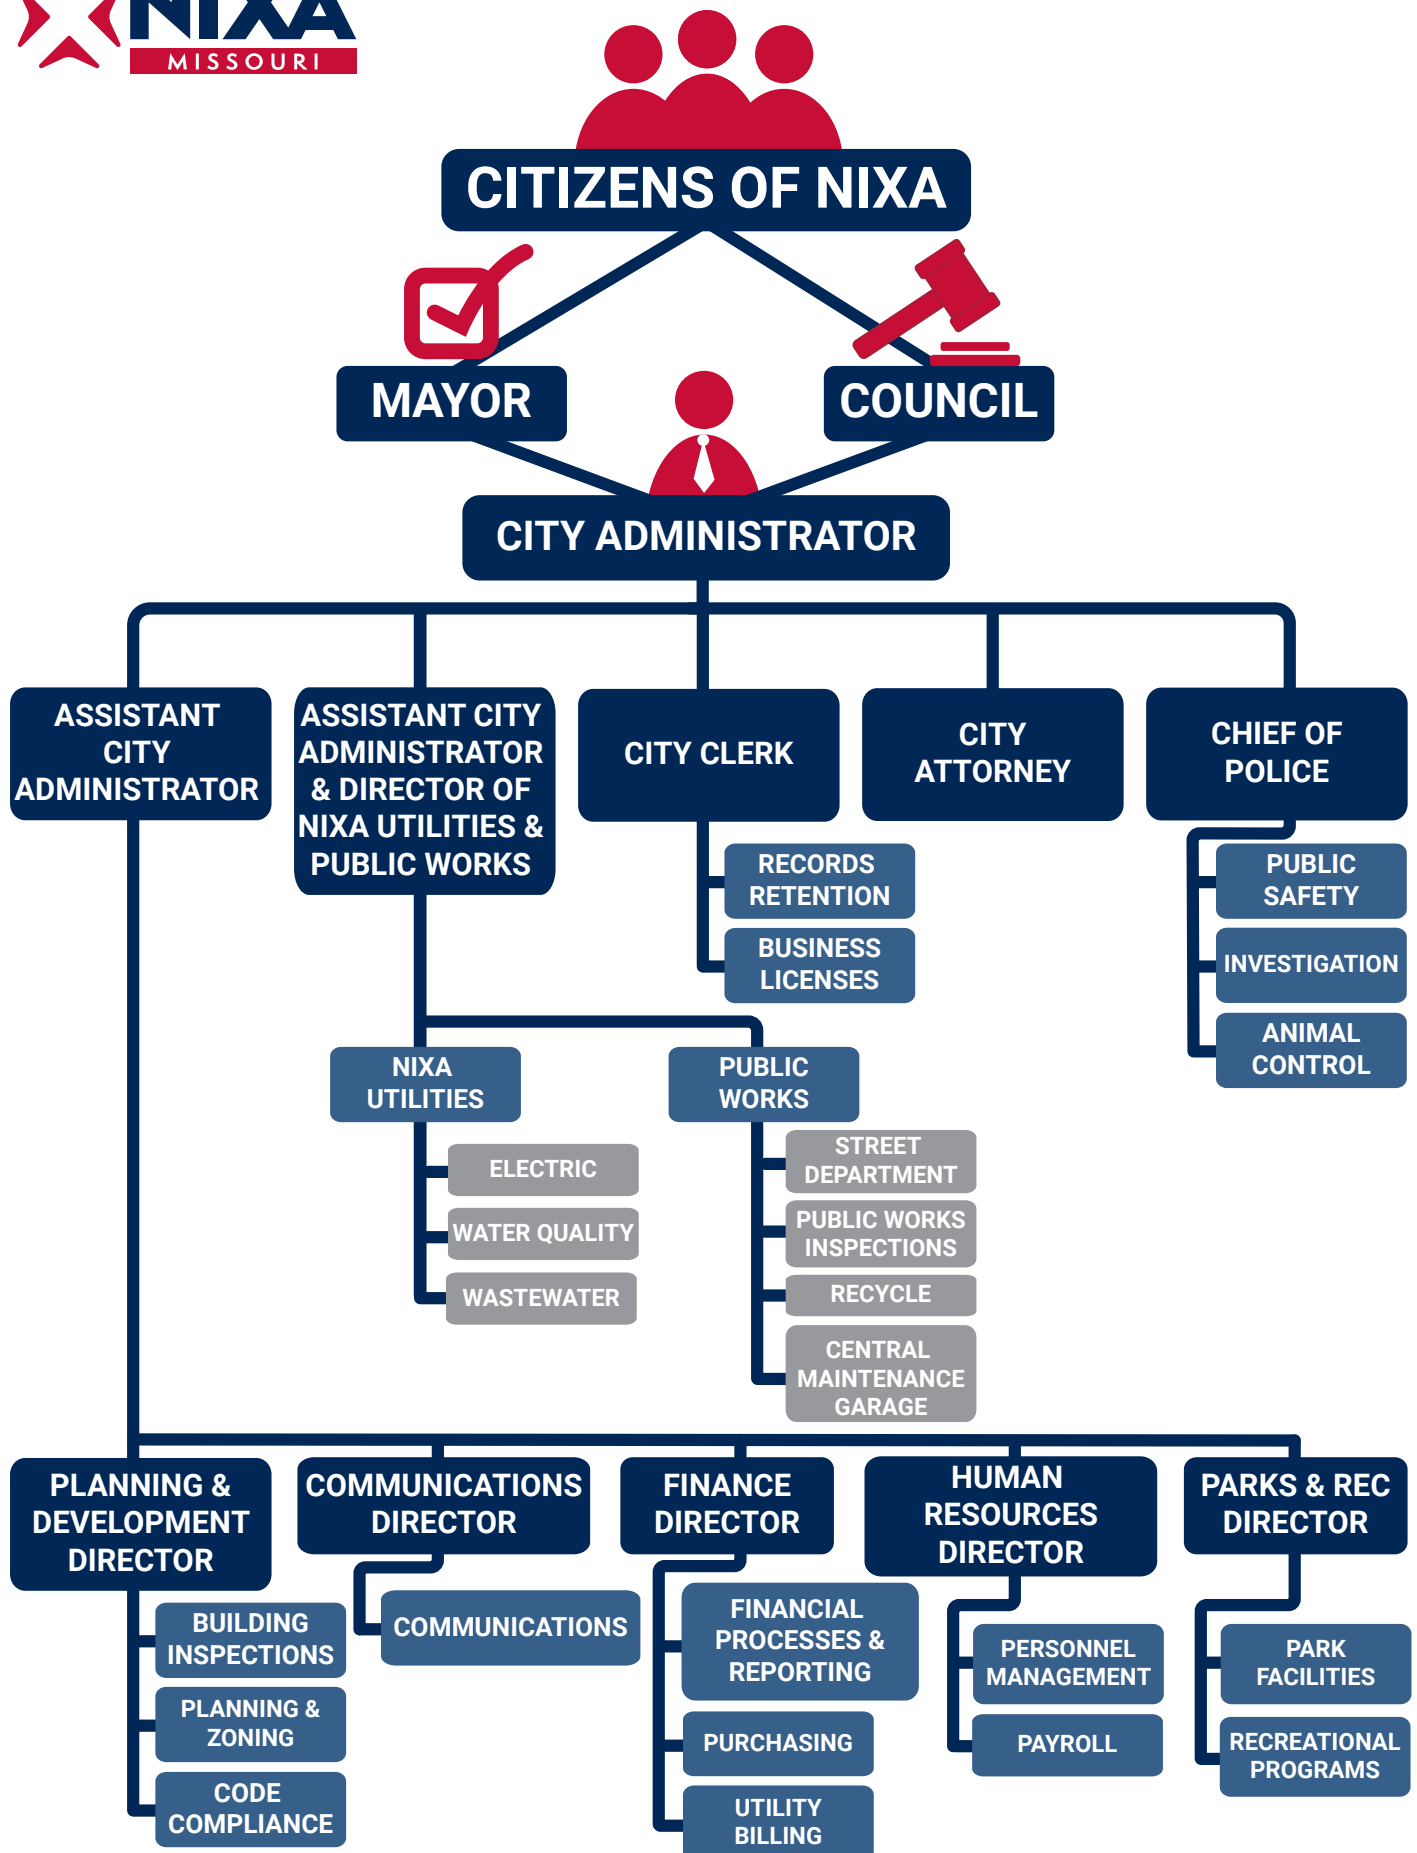 NIXA
MISSOURI
CITIZENS OF NIXA
MAYOR
COUNCIL
CITY ADMINISTRATOR
ASSISTANT
CITY
ADMINISTRATOR
ASSISTANT CITY
ADMINISTRATOR
& DIRECTOR OF
NIXA UTILITIES &
PUBLIC WORKS
CITY CLERK
CITY
ATTORNEY
CHIEF OF
POLICE
RECORDS
RETENTION
BUSINESS
LICENSES
PUBLIC
SAFETY
INVESTIGATION
ANIMAL
CONTROL
NIXA
UTILITIES
PUBLIC
WORKS
ELECTRIC
WATER QUALITY
WASTEWATER
STREET
DEPARTMENT
PUBLIC WORKS
INSPECTIONS
RECYCLE
CENTRAL
MAINTENANCE
GARAGE
PLANNING &
DEVELOPMENT
DIRECTOR
COMMUNICATIONS
DIRECTOR
FINANCE
DIRECTOR
HUMAN
RESOURCES
DIRECTOR
PARKS & REC
DIRECTOR
BUILDING
INSPECTIONS
PLANNING &
ZONING
CODE
COMPLIANCE
COMMUNICATIONS
FINANCIAL
PROCESSES &
REPORTING
PURCHASING
UTILITY
BILLING
PERSONNEL
MANAGEMENT
PAYROLL
PARK
FACILITIES
RECREATIONAL
PROGRAMS